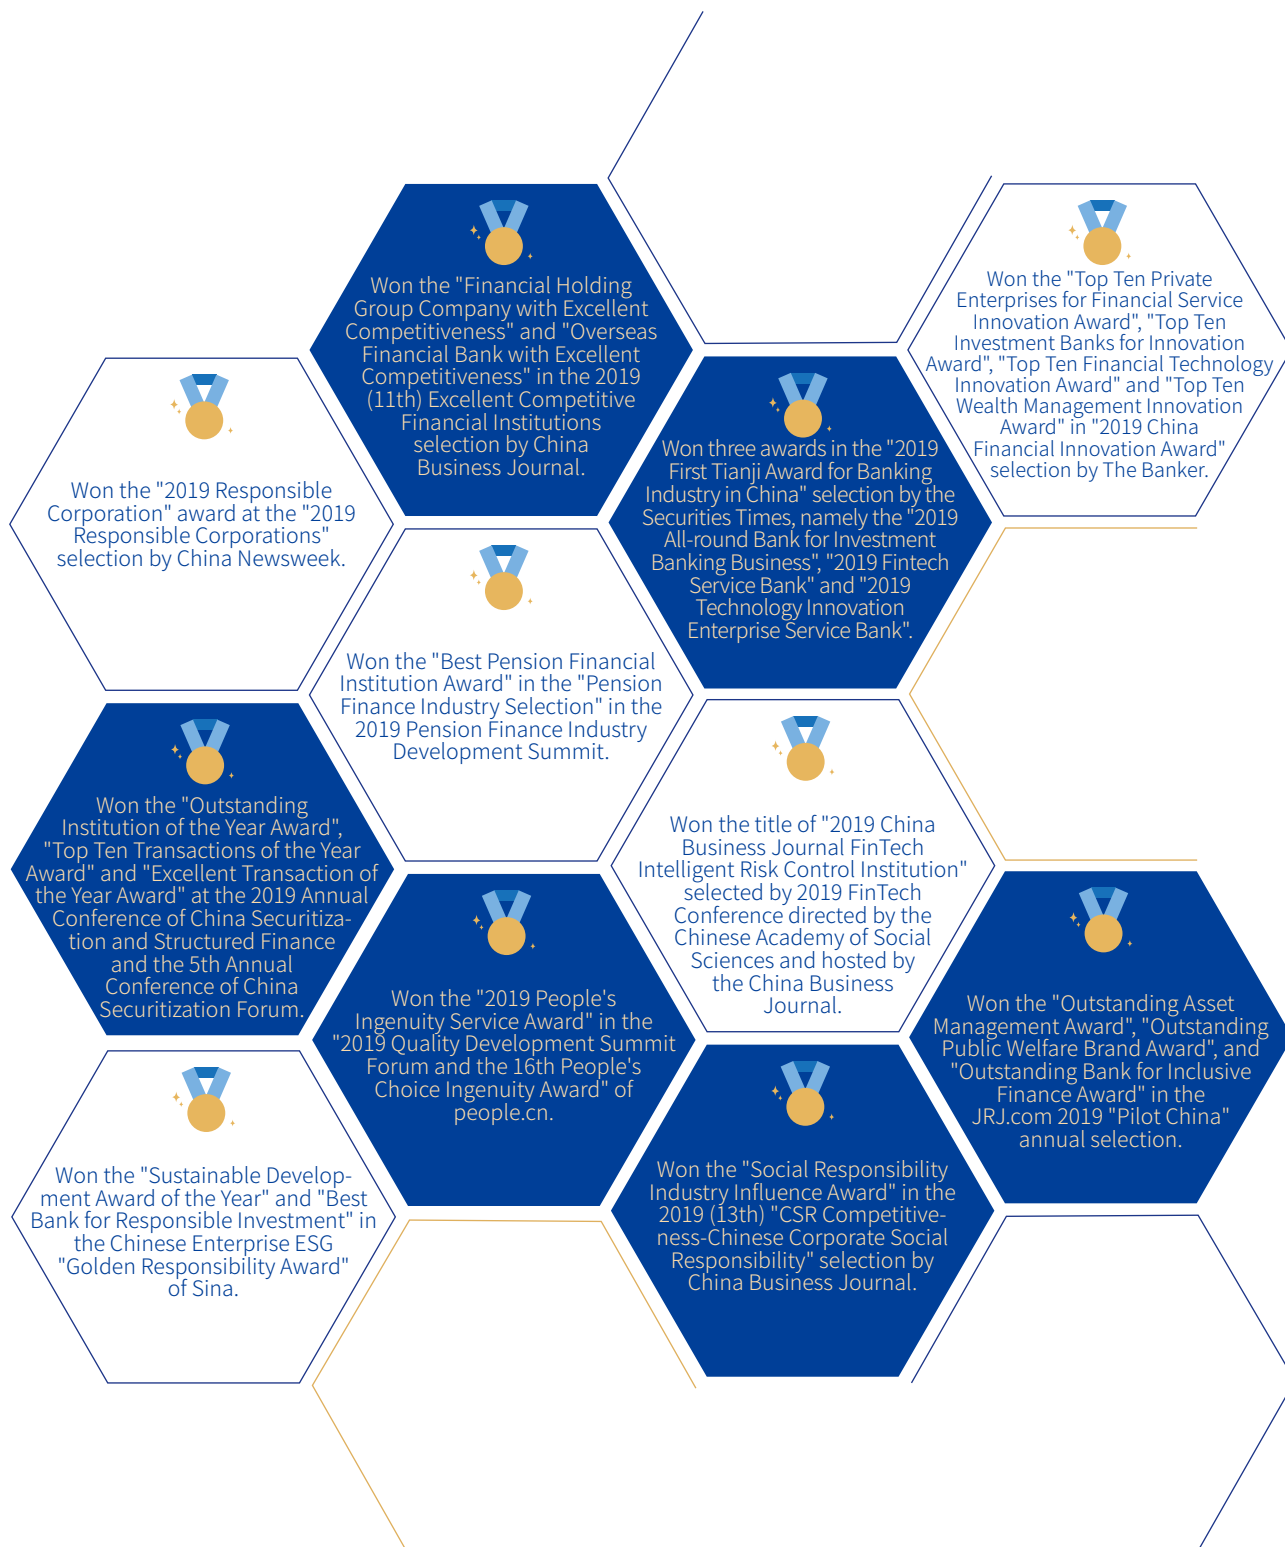 Won the "Financial Holding
Group Company with Excellent
Competitiveness" and "Overseas
Financial Bank with Excellent
Competitiveness" in the 2019
(11th) Excellent Competitive
Financial Institutions
selection by China
Business Journal.
Won the "Top Ten Private
Enterprises for Financial Service
Innovation Award", "Top Ten
Investment Banks for Innovation
Award", "Top Ten Financial Technology
Innovation Award" and "Top Ten
Wealth Management Innovation
Award" in "2019 China
Financial Innovation Award"
selection by The Banker.
Won the "2019 Responsible
Corporation" award at the "2019
Responsible Corporations"
selection by China Newsweek.
Won three awards in the "2019
First Tianji Award for Banking
Industry in China" selection by the
Securities Times, namely the "2019
All-round Bank for Investment
Banking Business", "2019 Fintech
Service Bank" and "2019
Technology Innovation
Enterprise Service Bank".
Won the "Best Pension Financial
Institution Award" in the "Pension
Finance Industry Selection" in the
2019 Pension Finance Industry
Development Summit.
Won the "Outstanding
Institution of the Year Award",
"Top Ten Transactions of the Year
Award" and "Excellent Transaction of
the Year Award" at the 2019 Annual
Conference of China Securitiza-
tion and Structured Finance
and the 5th Annual
Conference of China
Securitization Forum.
Won the title of "2019 China
Business Journal FinTech
Intelligent Risk Control Institution"
selected by 2019 FinTech
Conference directed by the
Chinese Academy of Social
Sciences and hosted by
the China Business
Journal.
Won the "2019 People's
Ingenuity Service Award" in the
"2019 Quality Development Summit
Forum and the 16th People's
Choice Ingenuity Award" of
people.cn.
Won the "Outstanding Asset
Management Award", "Outstanding
Public Welfare Brand Award", and
"Outstanding Bank for Inclusive
Finance Award" in the
JRJ.com 2019 "Pilot China"
annual selection.
Won the "Sustainable Develop-
ment Award of the Year" and "Best
Bank for Responsible Investment" in
the Chinese Enterprise ESG
"Golden Responsibility Award"
of Sina.
Won the "Social Responsibility
Industry Influence Award" in the
2019 (13th) "CSR Competitive-
ness-Chinese Corporate Social
Responsibility" selection by
China Business Journal.